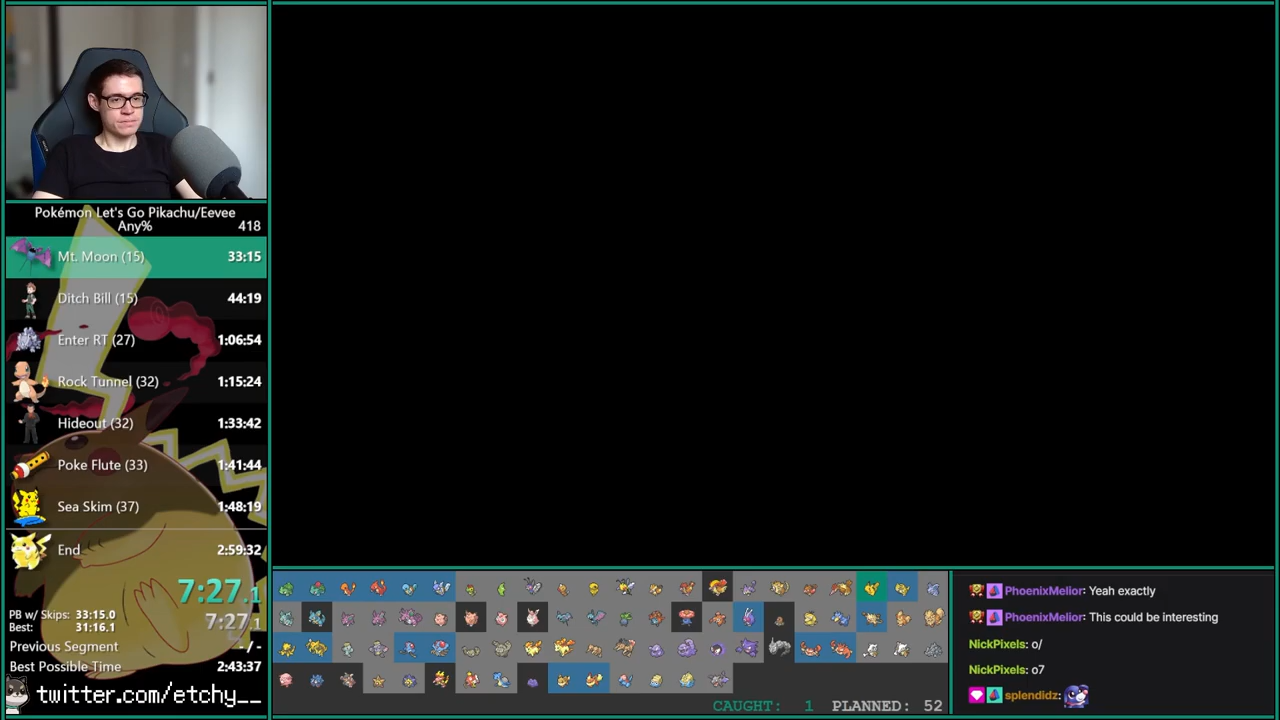 Pokémon Let's Go Pikachu/Eevee
Any% 418
Mt. Moon (15) 33:15
Ditch Bill (15) 44:19
Enter RT (27) 1:06:54
Rock Tunnel (32) 1:15:24
Hideout (32) 1:33:42
Poke Flute (33) 1:41:44
Sea Skim (37) 1:48:19
End 2:59:32
7:27.1
PB w/ Skips: 33:15.0
Best: 31:16.1 7:27.1
Previous Segment - / -
Best Possible Time 2:43:37
twitter.com/etchy__
CAUGHT: 1 PLANNED: 52
PhoenixMelior: Yeah exactly
PhoenixMelior: This could be interesting
NickPixels: o/
NickPixels: o7
splendidz: